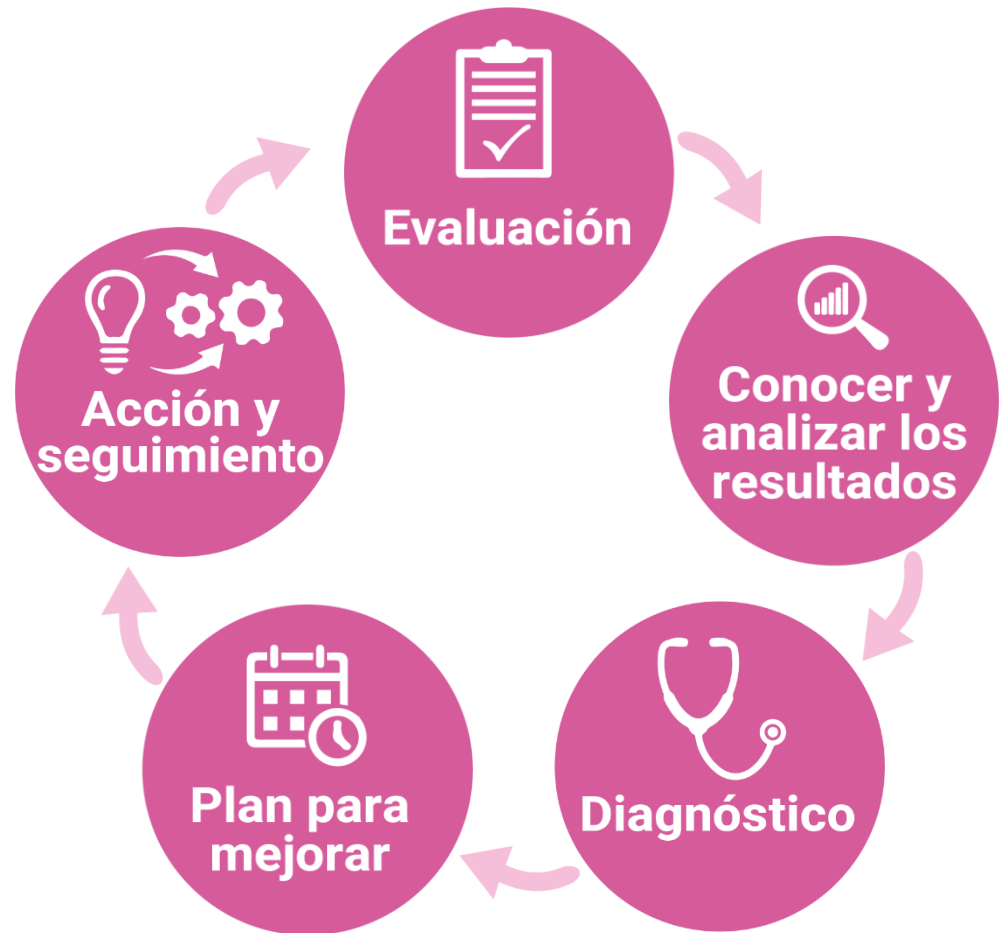 Evaluación
Conocer y
analizar los
resultados
Diagnóstico
Plan para
mejorar
Acción y
seguimiento